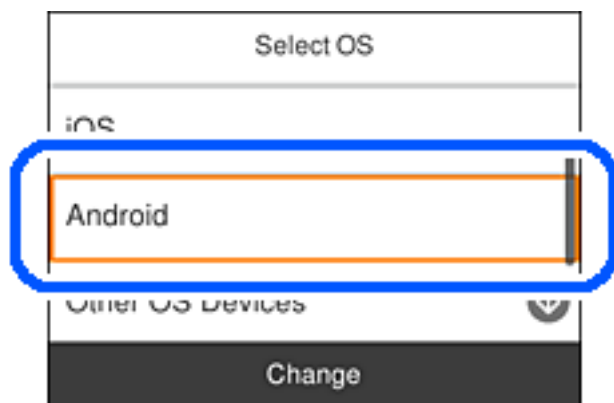 Select OS
iOS
Android
Other OS Devices
Change